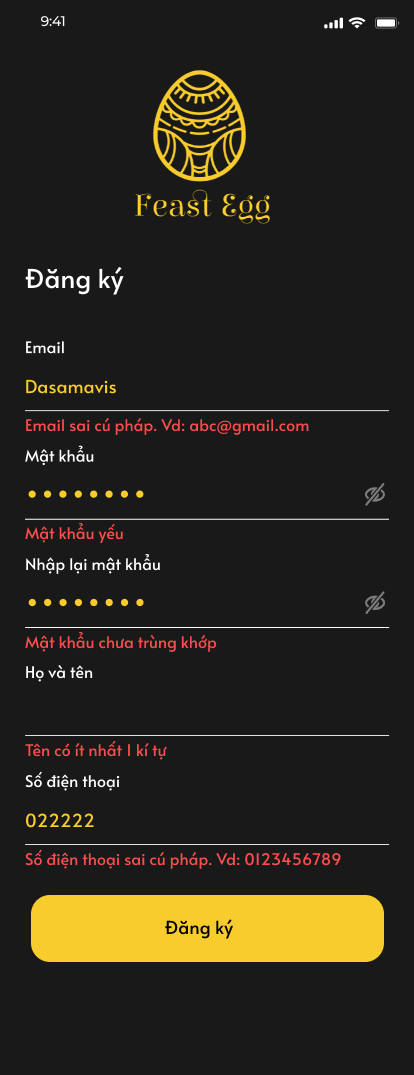 9:41
Feast Egg
Đăng ký
Email
Dasamavis
Email sai cú pháp. Vd: abc@gmail.com
Mật khẩu
Mật khẩu yếu
Nhập lại mật khẩu
Mật khẩu chưa trùng khớp
Họ và tên
Tên có ít nhất 1 kí tự
Số điện thoại
022222
Số điện thoại sai cú pháp. Vd: 0123456789
Đăng ký